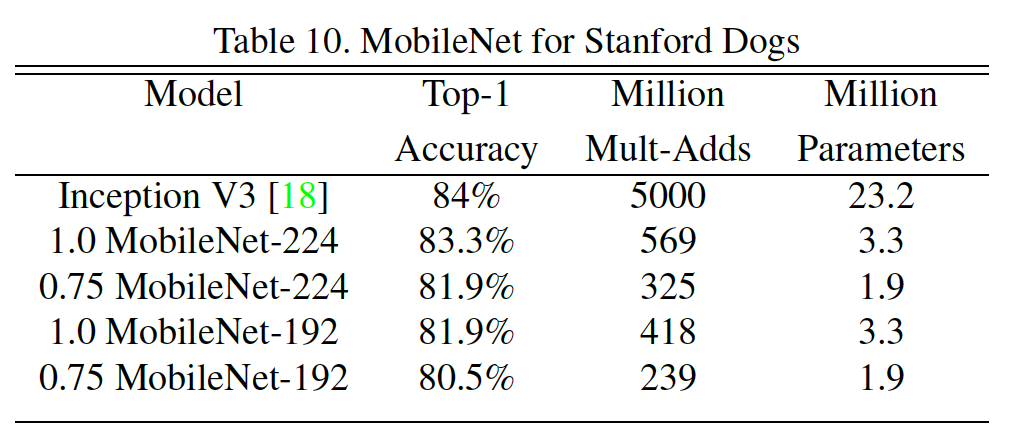 Table 10. MobileNet for Stanford Dogs
Model Top-1 Million Million
Accuracy Mult-Adds Parameters
Inception V3 [18] 84% 5000 23.2
1.0 MobileNet-224 83.3% 569 3.3
0.75 MobileNet-224 81.9% 325 1.9
1.0 MobileNet-192 81.9% 418 3.3
0.75 MobileNet-192 80.5% 239 1.9